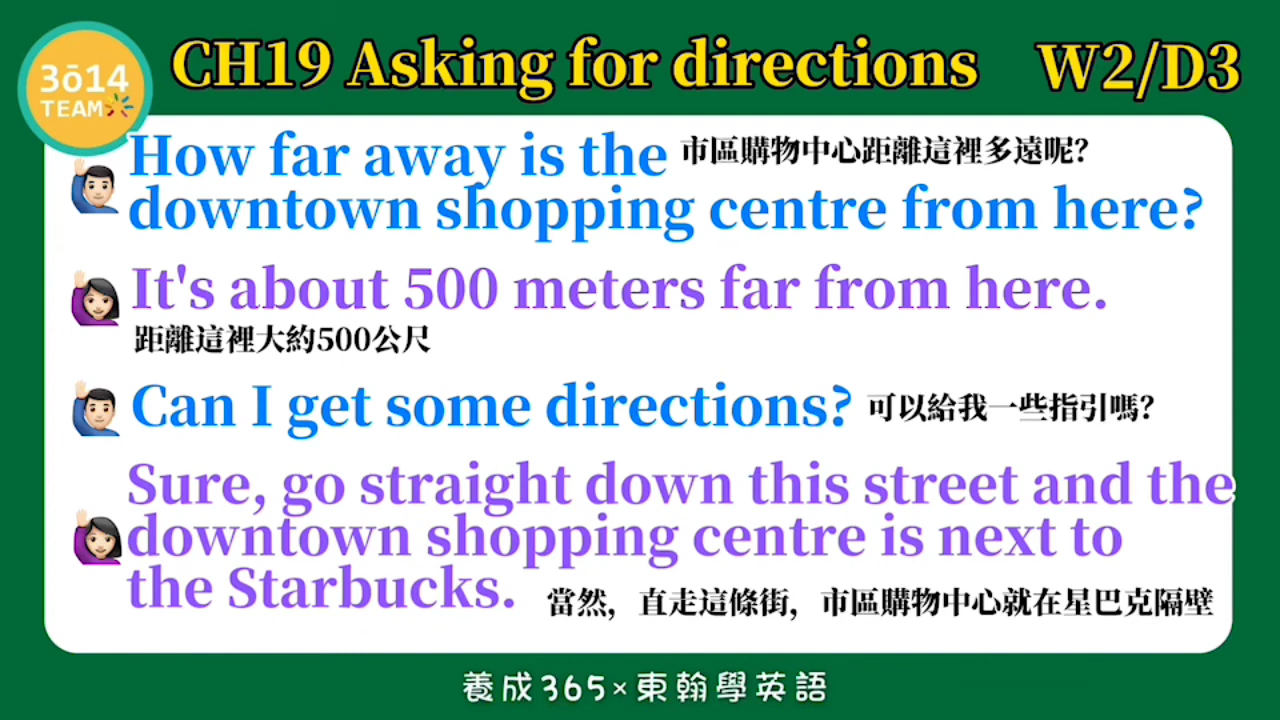 3ō14
TEAM
CH19 Asking for directions W2/D3
How far away is the 市區購物中心距離這裡多遠呢?
downtown shopping centre from here?
It's about 500 meters far from here.
距離這裡大約500公尺
Can I get some directions? 可以給我一些指引嗎?
Sure, go straight down this street and the
downtown shopping centre is next to
the Starbucks. 當然，直走這條街，市區購物中心就在星巴克隔壁
養成365×東翰學英語